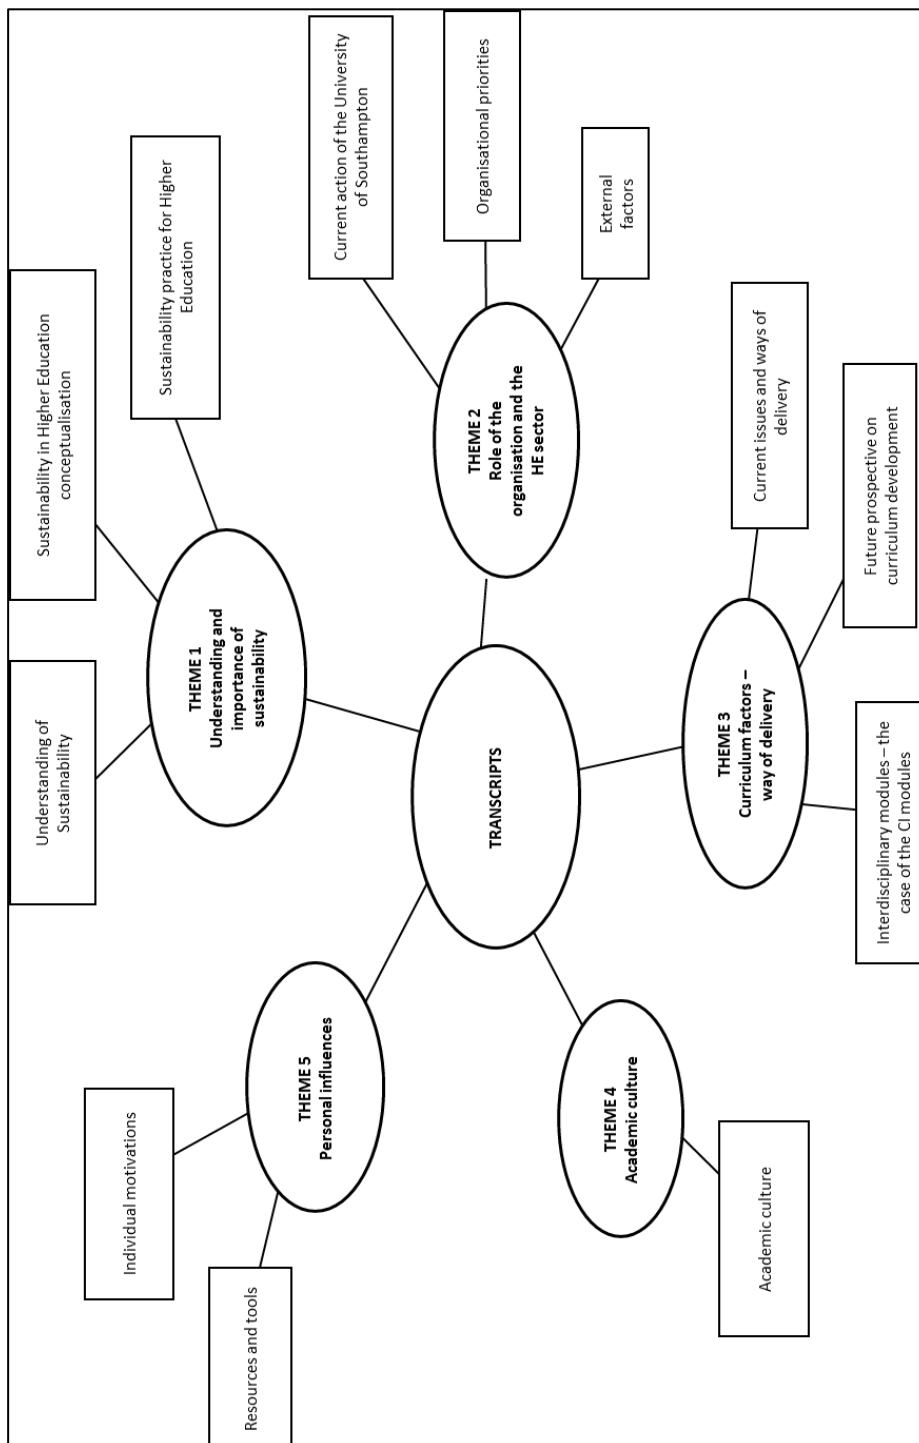 Understanding of
Sustainability
Sustainability in Higher Education
conceptualisation
Sustainability practice for Higher
Education
THEME 1
Understanding and
importance of
sustainability
Current action of the University
of Southampton
Organisational priorities
External
factors
THEME 2
Role of the
organisation and the
HE sector
TRANSCRIPTS
THEME 5
Personal influences
Individual motivations
Resources and tools
THEME 4
Academic culture
Academic culture
THEME 3
Curriculum factors –
way of delivery
Current issues and ways of
delivery
Future prospective on
curriculum development
Interdisciplinary modules – the
case of the CI modules